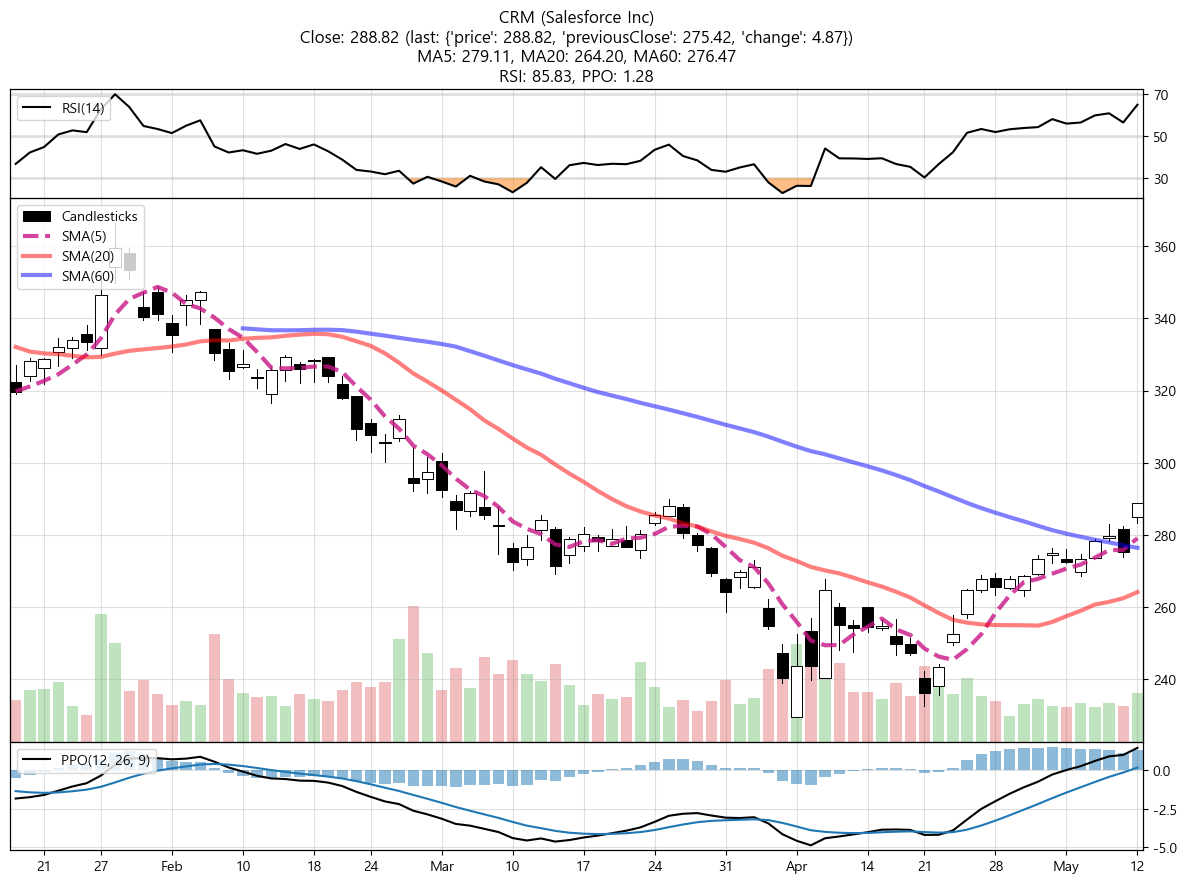 CRM (Salesforce Inc)
Close: 288.82 (last: {'price': 288.82, 'previousClose': 275.42, 'change': 4.87})
MA5: 279.11, MA20: 264.20, MA60: 276.47
RSI: 85.83, PPO: 1.28
RSI(14)
70
50
30
Candlesticks
SMA(5)
SMA(20)
SMA(60)
360
340
320
300
280
260
240
PPO(12, 26, 9)
0.0
-2.5
-5.0
21 27 Feb 10 18 24 Mar 10 17 24 31 Apr 14 21 28 May 12